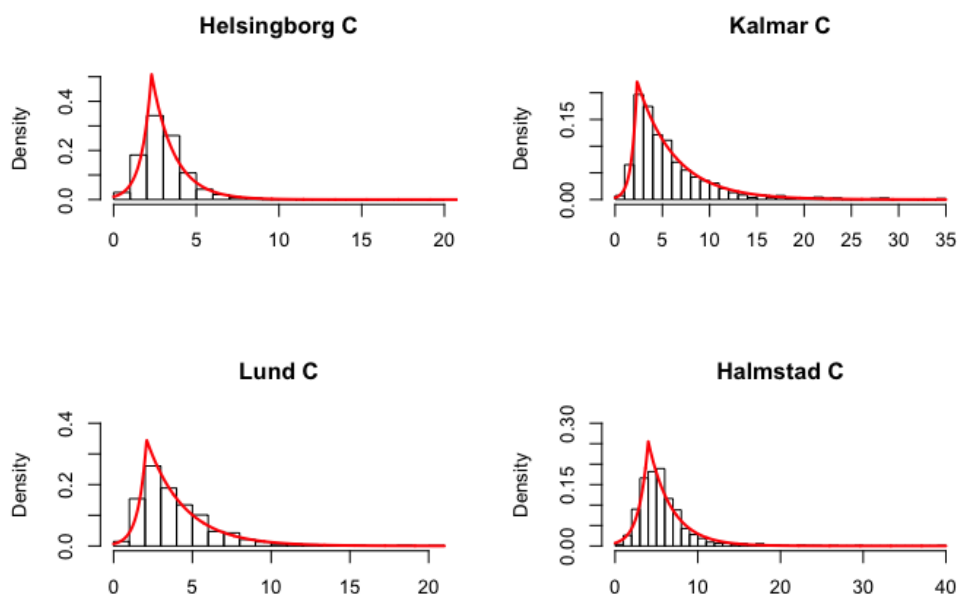 Helsingborg C
Density
0.0 0.2 0.4
0 5 10 15 20
Kalmar C
Density
0.00 0.15
0 5 10 15 20 25 30 35
Lund C
Density
0.0 0.2 0.4
0 5 10 15 20
Halmstad C
Density
0.00 0.15 0.30
0 10 20 30 40